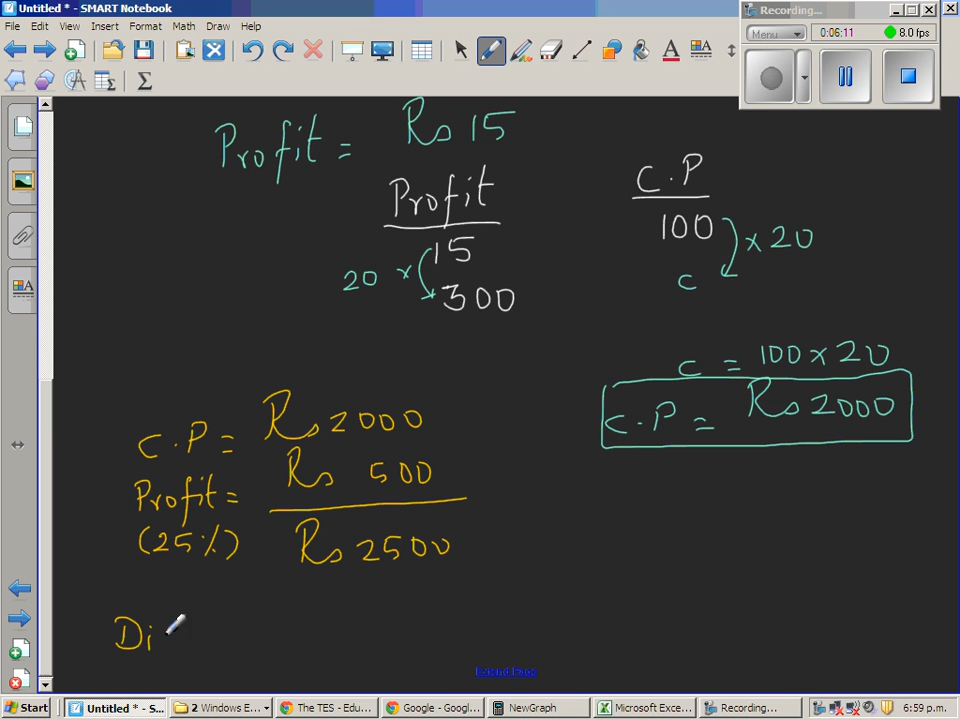 Untitled * - SMART Notebook
File Edit View Insert Format Math Draw Help
Recording...
Menu
0:06:11
8.0 fps
Profit = Rs 15
Profit C.P
15 100
20 × × 20
300 c
c = 100 × 20
C.P = Rs 2000
C.P = Rs 2000
Profit = Rs 500
(25%) Rs 2500
Di
Extend Page
Start
Untitled * - S...
2 Windows E...
The TES - Edu...
Google - Googl...
NewGraph
Microsoft Excel...
Recording...
6:59 p.m.